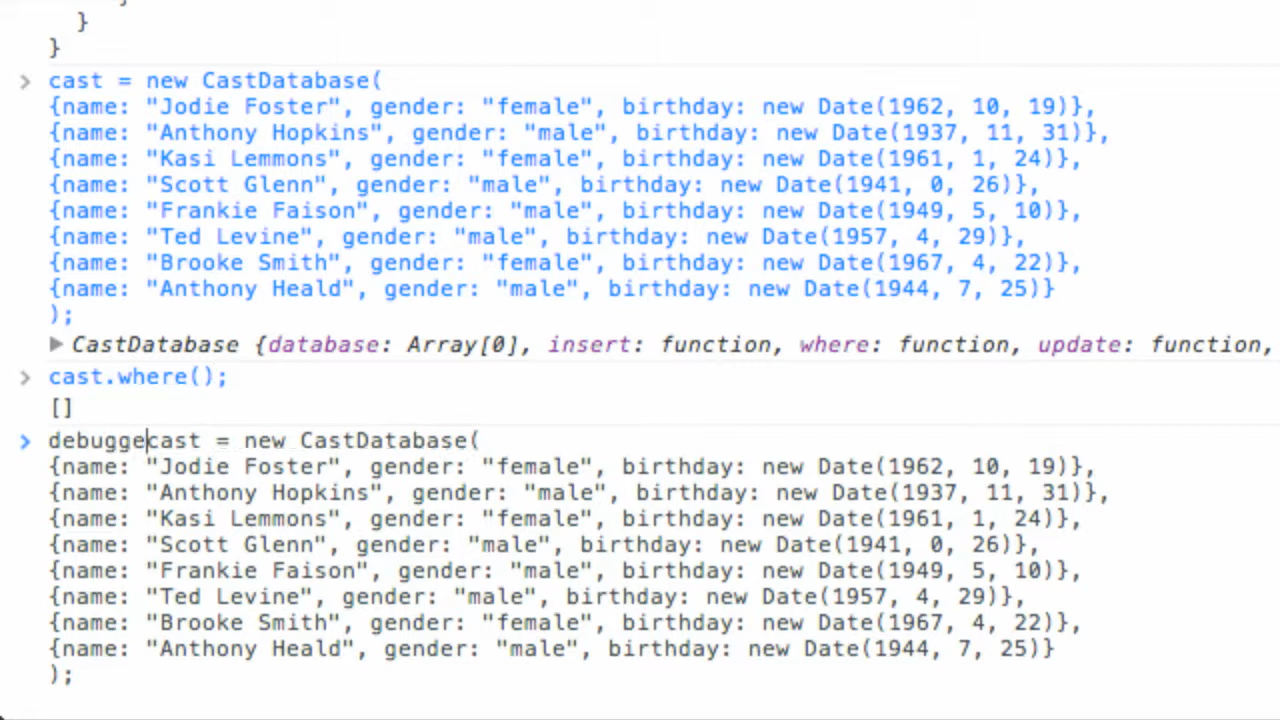 }
}
> cast = new CastDatabase(
{name: "Jodie Foster", gender: "female", birthday: new Date(1962, 10, 19)},
{name: "Anthony Hopkins", gender: "male", birthday: new Date(1937, 11, 31)},
{name: "Kasi Lemmons", gender: "female", birthday: new Date(1961, 1, 24)},
{name: "Scott Glenn", gender: "male", birthday: new Date(1941, 0, 26)},
{name: "Frankie Faison", gender: "male", birthday: new Date(1949, 5, 10)},
{name: "Ted Levine", gender: "male", birthday: new Date(1957, 4, 29)},
{name: "Brooke Smith", gender: "female", birthday: new Date(1967, 4, 22)},
{name: "Anthony Heald", gender: "male", birthday: new Date(1944, 7, 25)}
);
▶ CastDatabase {database: Array[0], insert: function, where: function, update: function,
> cast.where();
[]
> debuggecast = new CastDatabase(
{name: "Jodie Foster", gender: "female", birthday: new Date(1962, 10, 19)},
{name: "Anthony Hopkins", gender: "male", birthday: new Date(1937, 11, 31)},
{name: "Kasi Lemmons", gender: "female", birthday: new Date(1961, 1, 24)},
{name: "Scott Glenn", gender: "male", birthday: new Date(1941, 0, 26)},
{name: "Frankie Faison", gender: "male", birthday: new Date(1949, 5, 10)},
{name: "Ted Levine", gender: "male", birthday: new Date(1957, 4, 29)},
{name: "Brooke Smith", gender: "female", birthday: new Date(1967, 4, 22)},
{name: "Anthony Heald", gender: "male", birthday: new Date(1944, 7, 25)}
);